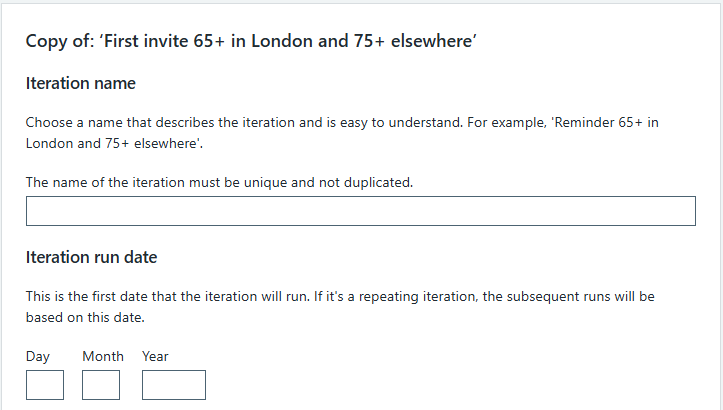 Copy of: ‘First invite 65+ in London and 75+ elsewhere’
Iteration name
Choose a name that describes the iteration and is easy to understand. For example, 'Reminder 65+ in
London and 75+ elsewhere'.
The name of the iteration must be unique and not duplicated.
Iteration run date
This is the first date that the iteration will run. If it's a repeating iteration, the subsequent runs will be
based on this date.
Day Month Year